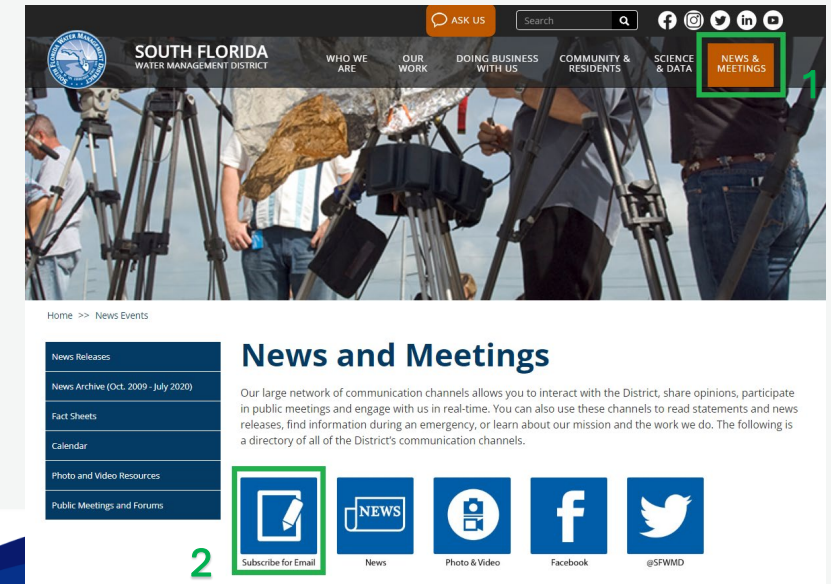 ASK US
Search
SOUTH FLORIDA
WATER MANAGEMENT DISTRICT
WHO WE
ARE
OUR
WORK
DOING BUSINESS
WITH US
COMMUNITY &
RESIDENTS
SCIENCE
& DATA
NEWS &
MEETINGS
1
Home >> News Events
News Releases
News Archive (Oct. 2009 - July 2020)
Fact Sheets
Calendar
Photo and Video Resources
Public Meetings and Forums
News and Meetings
Our large network of communication channels allows you to interact with the District, share opinions, participate
in public meetings and engage with us in real-time. You can also use these channels to read statements and news
releases, find information during an emergency, or learn about our mission and the work we do. The following is
a directory of all of the District's communication channels.
NEWS
2
Subscribe for Email
News
Photo & Video
Facebook
@SFWMD